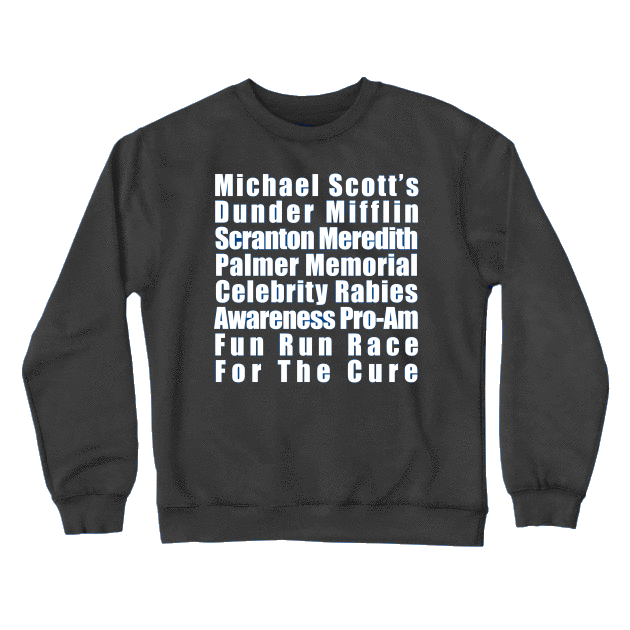 Michael Scott's
Dunder Mifflin
Scranton Meredith
Palmer Memorial
Celebrity Rabies
Awareness Pro-Am
Fun Run Race
For The Cure